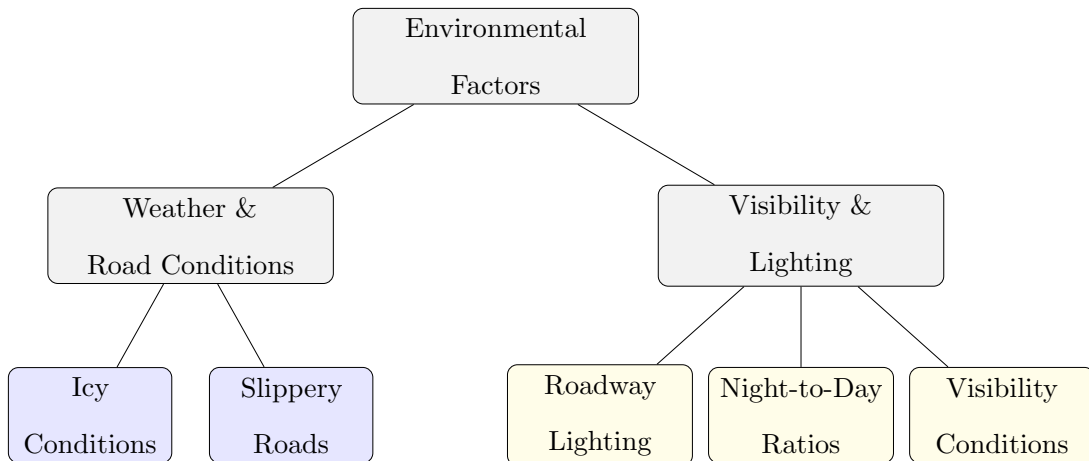 Environmental
Factors
Weather &
Road Conditions
Visibility &
Lighting
Icy
Conditions
Slippery
Roads
Roadway
Lighting
Night-to-Day
Ratios
Visibility
Conditions